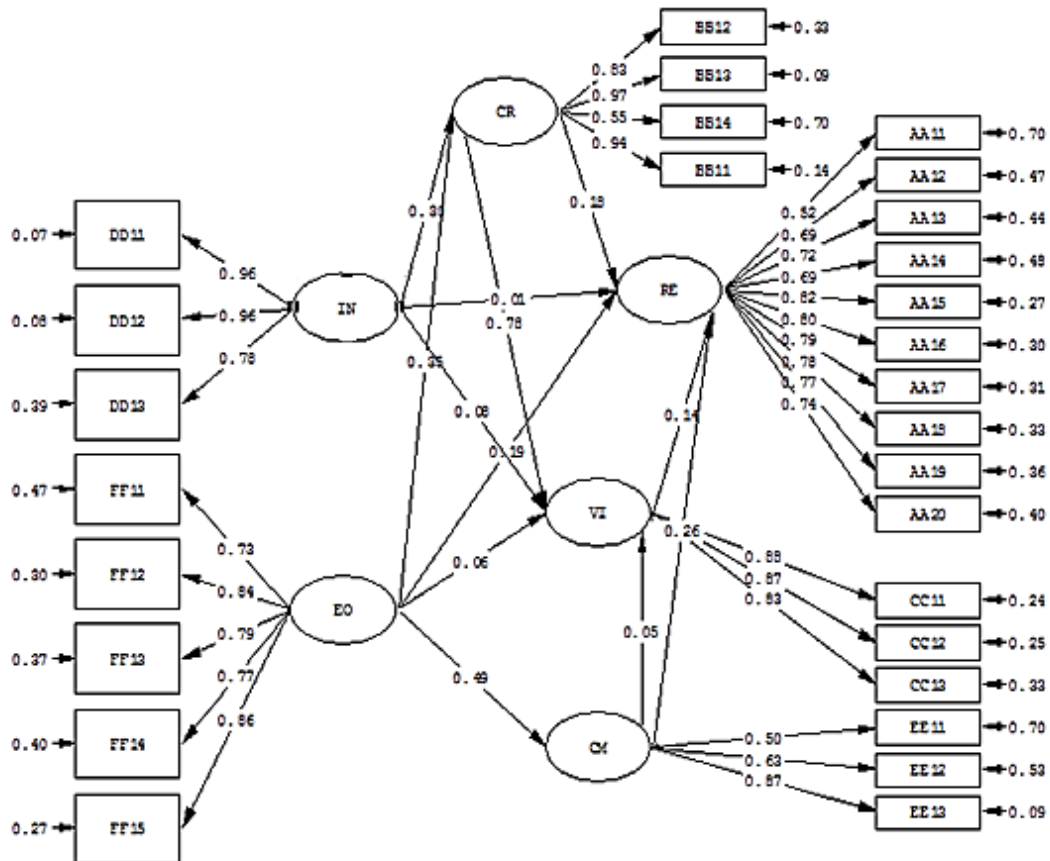 BB12 0.33
0.83
BB13 0.09
0.97
CR
0.55 BB14 0.70
0.94
BB11 0.14
AA11 0.70
AA12 0.47
0.18
0.52
AA13 0.44
0.69
0.72
0.07 DD11
AA14 0.48
0.69
0.96
IN
0.01
RE
0.82 AA15 0.27
0.08 DD12 0.96
0.78
0.80
AA16 0.30
0.79
0.78
0.78
0.35
0.77
AA17 0.31
0.39 DD13
0.08
0.14
0.74
AA18 0.33
0.19
AA19 0.36
0.47 FF11
VI
0.26
AA20 0.40
0.73
0.06
0.88
0.87
0.30 FF12 0.84
EO
0.83
CC11 0.24
0.79
0.05
CC12 0.25
0.37 FF13
0.77
0.49
CC13 0.33
0.86
EE11 0.70
0.40 FF14
CM
0.50
0.63 EE12 0.53
0.87
0.27 FF15
EE13 0.09